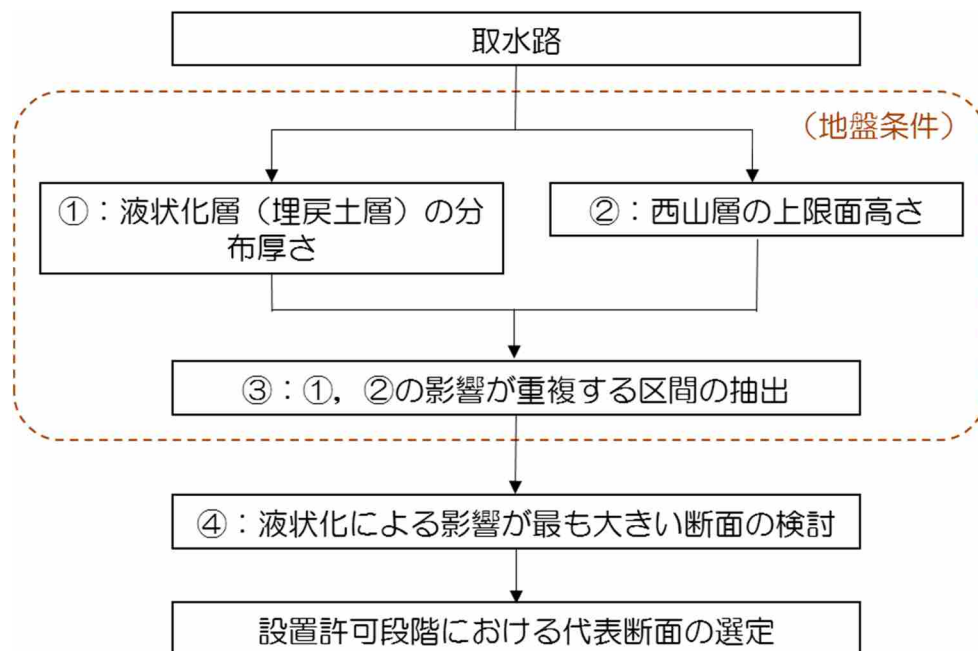 取水路
（地盤条件）
①：液状化層（埋戻土層）の分
布厚さ
②：西山層の上限面高さ
③：①，②の影響が重複する区間の抽出
④：液状化による影響が最も大きい断面の検討
設置許可段階における代表断面の選定